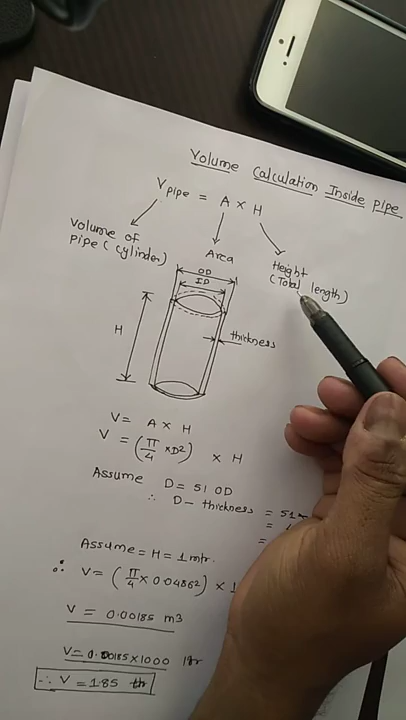 Volume Calculation Inside pipe
Vpipe = A × H
Volume of
pipe (cylinder)
Area
Height
(Total length)
OD
ID
H
thickness
V = A × H
V = (π/4 × D²) × H
Assume D = 51 OD
∴ D - thickness = 51
=
=
Assume = H = 1 mtr.
∴ V = (π/4 × 0.0486²) × 1
V = 0.00185 m3
V = 0.00185 × 1000 ltr
∴ V = 1.85 ltr